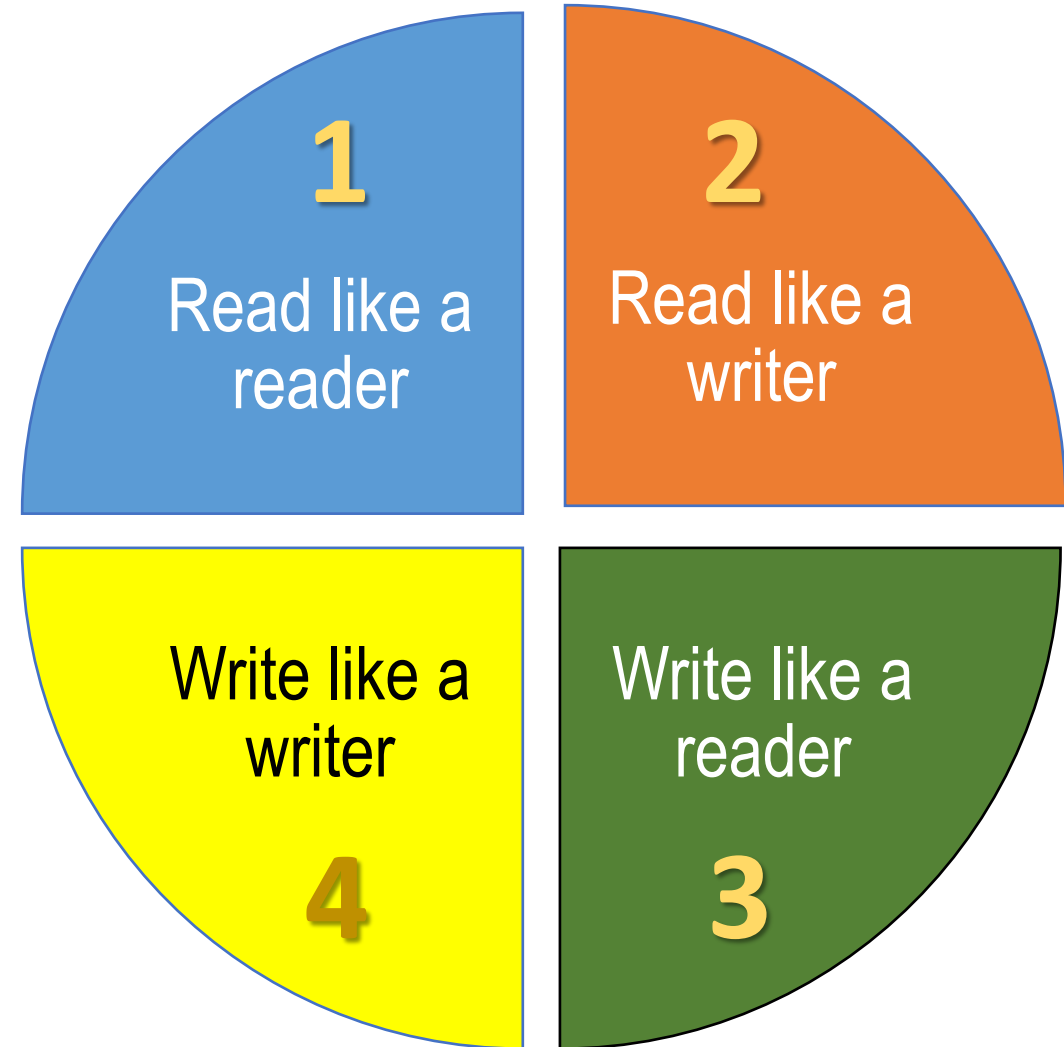 1
Read like a
reader
2
Read like a
writer
Write like a
reader
3
Write like a
writer
4